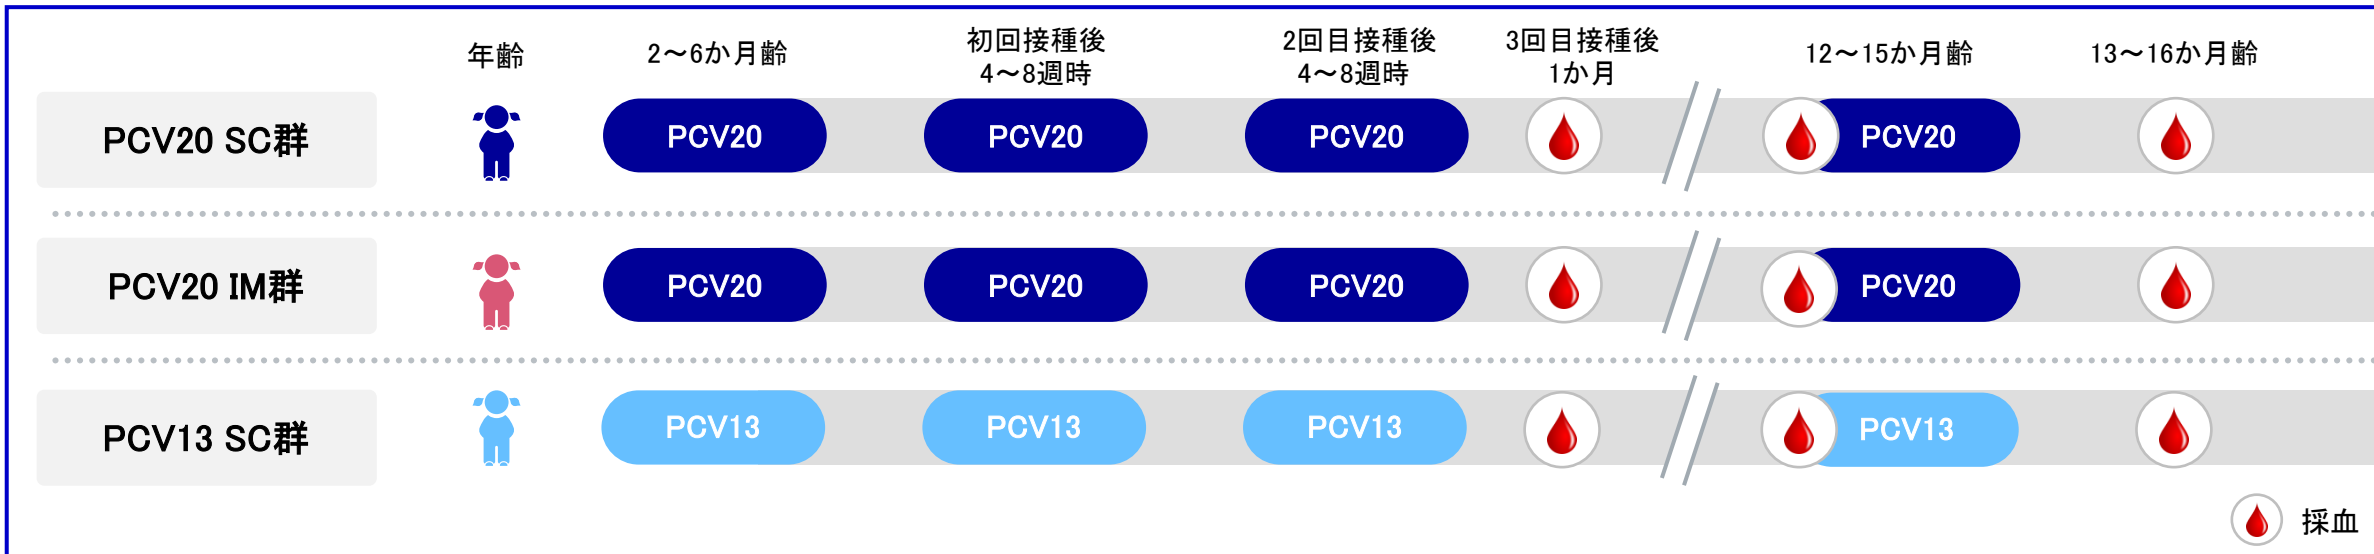 年齢
2～6か月齢
初回接種後
4～8週時
2回目接種後
4～8週時
3回目接種後
1か月
12～15か月齢
13～16か月齢
PCV20 SC群
PCV20
PCV20
PCV20
PCV20
PCV20 IM群
PCV20
PCV20
PCV20
PCV20
PCV13 SC群
PCV13
PCV13
PCV13
PCV13
採血